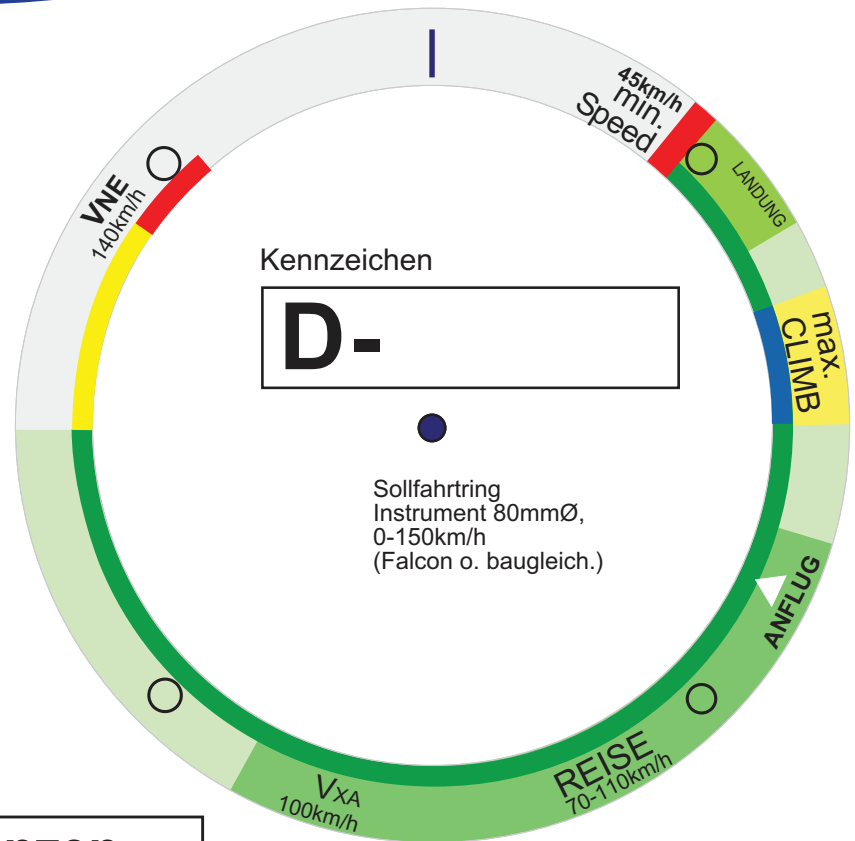 45km/h
min.
Speed
LANDUNG
VNE
140km/h
Kennzeichen
D-
max.
CLIMB
Sollfahrtring
Instrument 80mmØ,
0-150km/h
(Falcon o. baugleich.)
ANFLUG
REISE
70-110km/h
VXA
100km/h